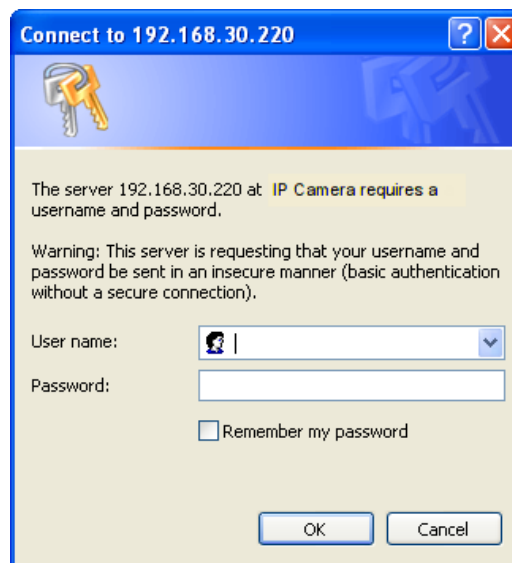 Connect to 192.168.30.220
The server 192.168.30.220 at IP Camera requires a
username and password.
Warning: This server is requesting that your username and
password be sent in an insecure manner (basic authentication
without a secure connection).
User name:
Password:
Remember my password
OK Cancel